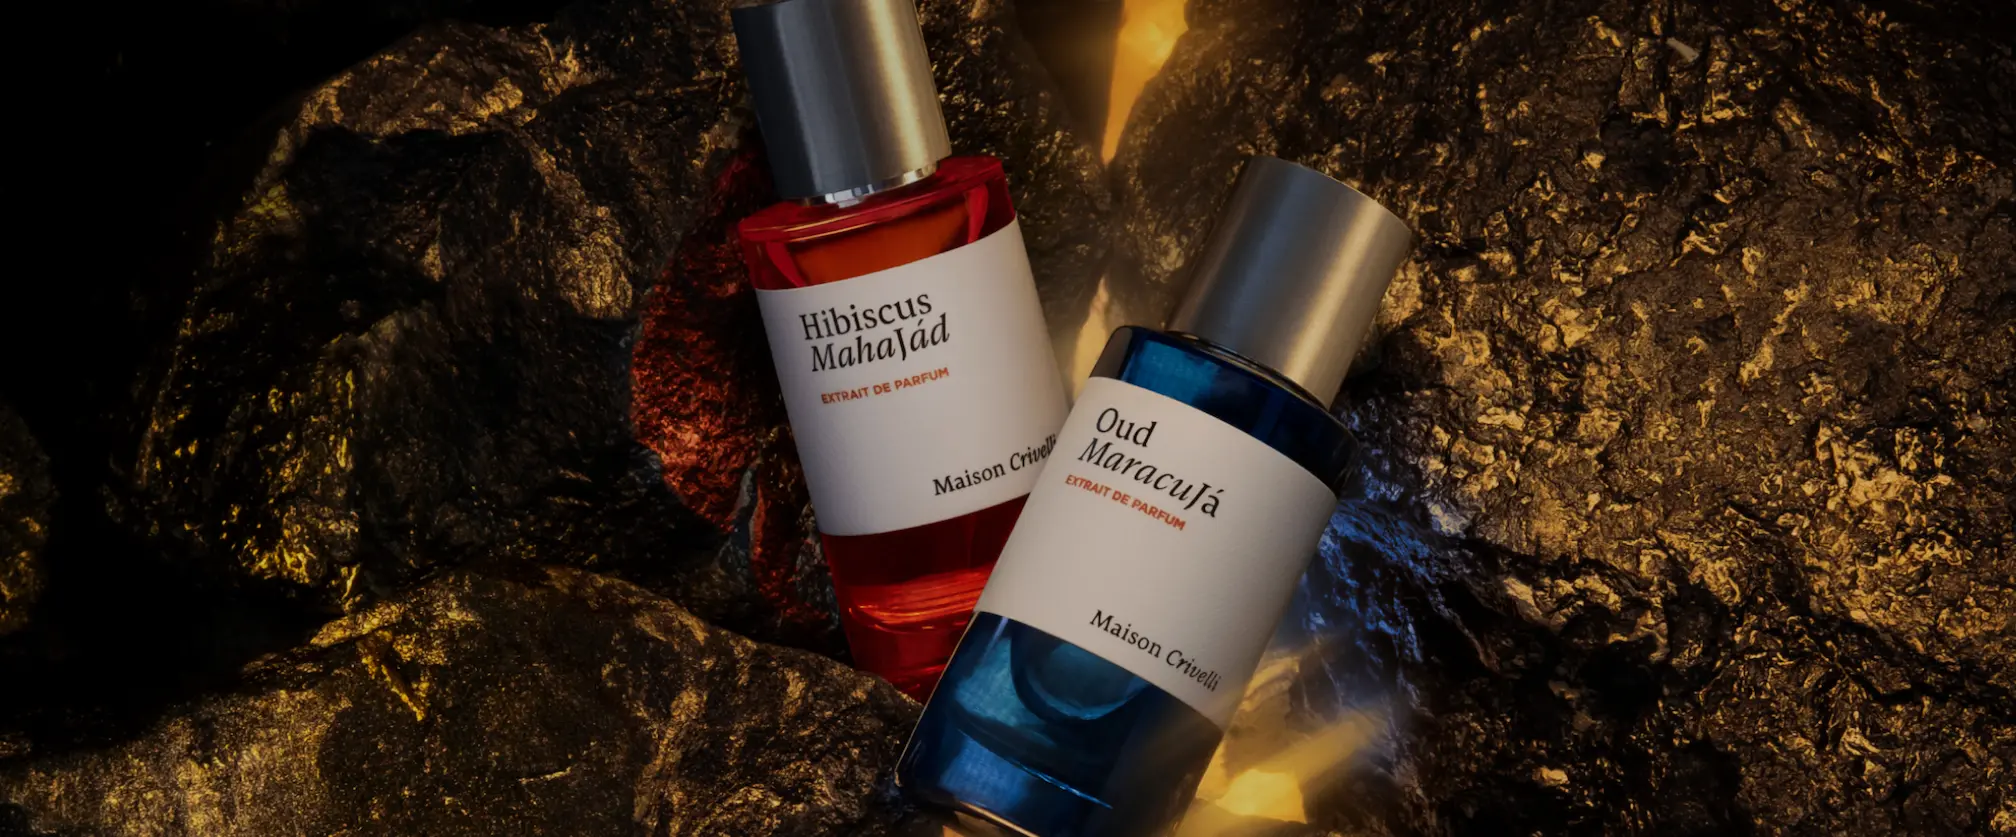 Hibiscus
MahaJád
EXTRAIT DE PARFUM
Maison Crivelli
Oud
MaracuJá
EXTRAIT DE PARFUM
Maison Crivelli